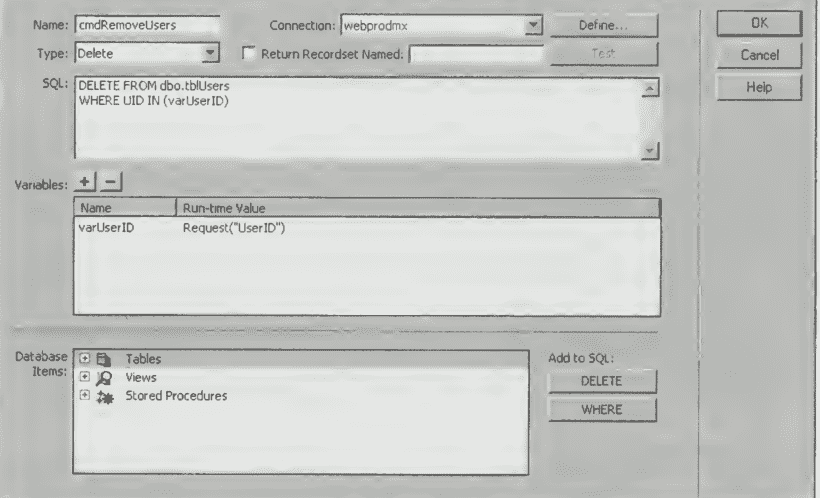 Name: cmdRemoveUsers Connection: webprodmx Define... OK
Type: Delete Return Recordset Named: Test Cancel
SQL: DELETE FROM dbo.tblUsers Help
WHERE UID IN (varUserID)
Variables: + −
Name Run-time Value
varUserID Request("UserID")
Database Items: Tables Add to SQL:
Views DELETE
Stored Procedures WHERE